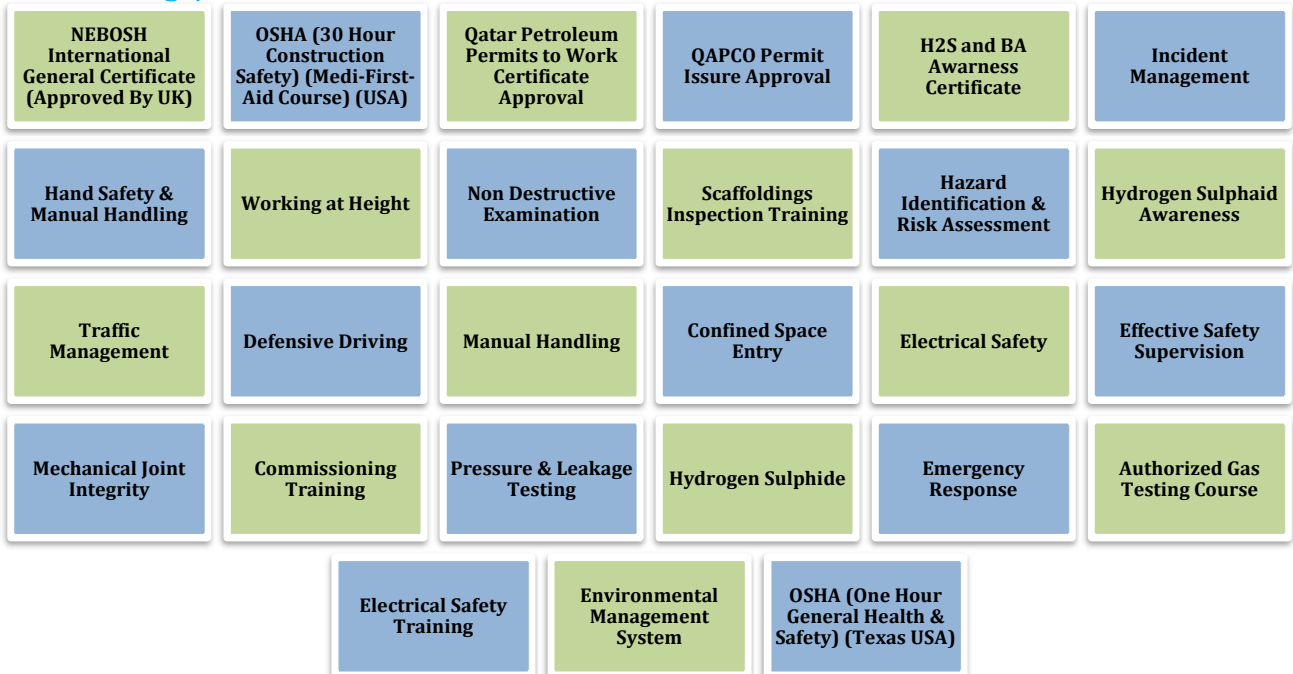 NEBOSH
International
General Certificate
(Approved By UK)
OSHA (30 Hour
Construction
Safety) (Medi-First-
Aid Course) (USA)
Qatar Petroleum
Permits to Work
Certificate
Approval
QAPCO Permit
Issure Approval
H2S and BA
Awarness
Certificate
Incident
Management
Hand Safety &
Manual Handling
Working at Height
Non Destructive
Examination
Scaffoldings
Inspection Training
Hazard
Identification &
Risk Assessment
Hydrogen Sulphaid
Awareness
Traffic
Management
Defensive Driving
Manual Handling
Confined Space
Entry
Electrical Safety
Effective Safety
Supervision
Mechanical Joint
Integrity
Commissioning
Training
Pressure & Leakage
Testing
Hydrogen Sulphide
Emergency
Response
Authorized Gas
Testing Course
Electrical Safety
Training
Environmental
Management
System
OSHA (One Hour
General Health &
Safety) (Texas USA)